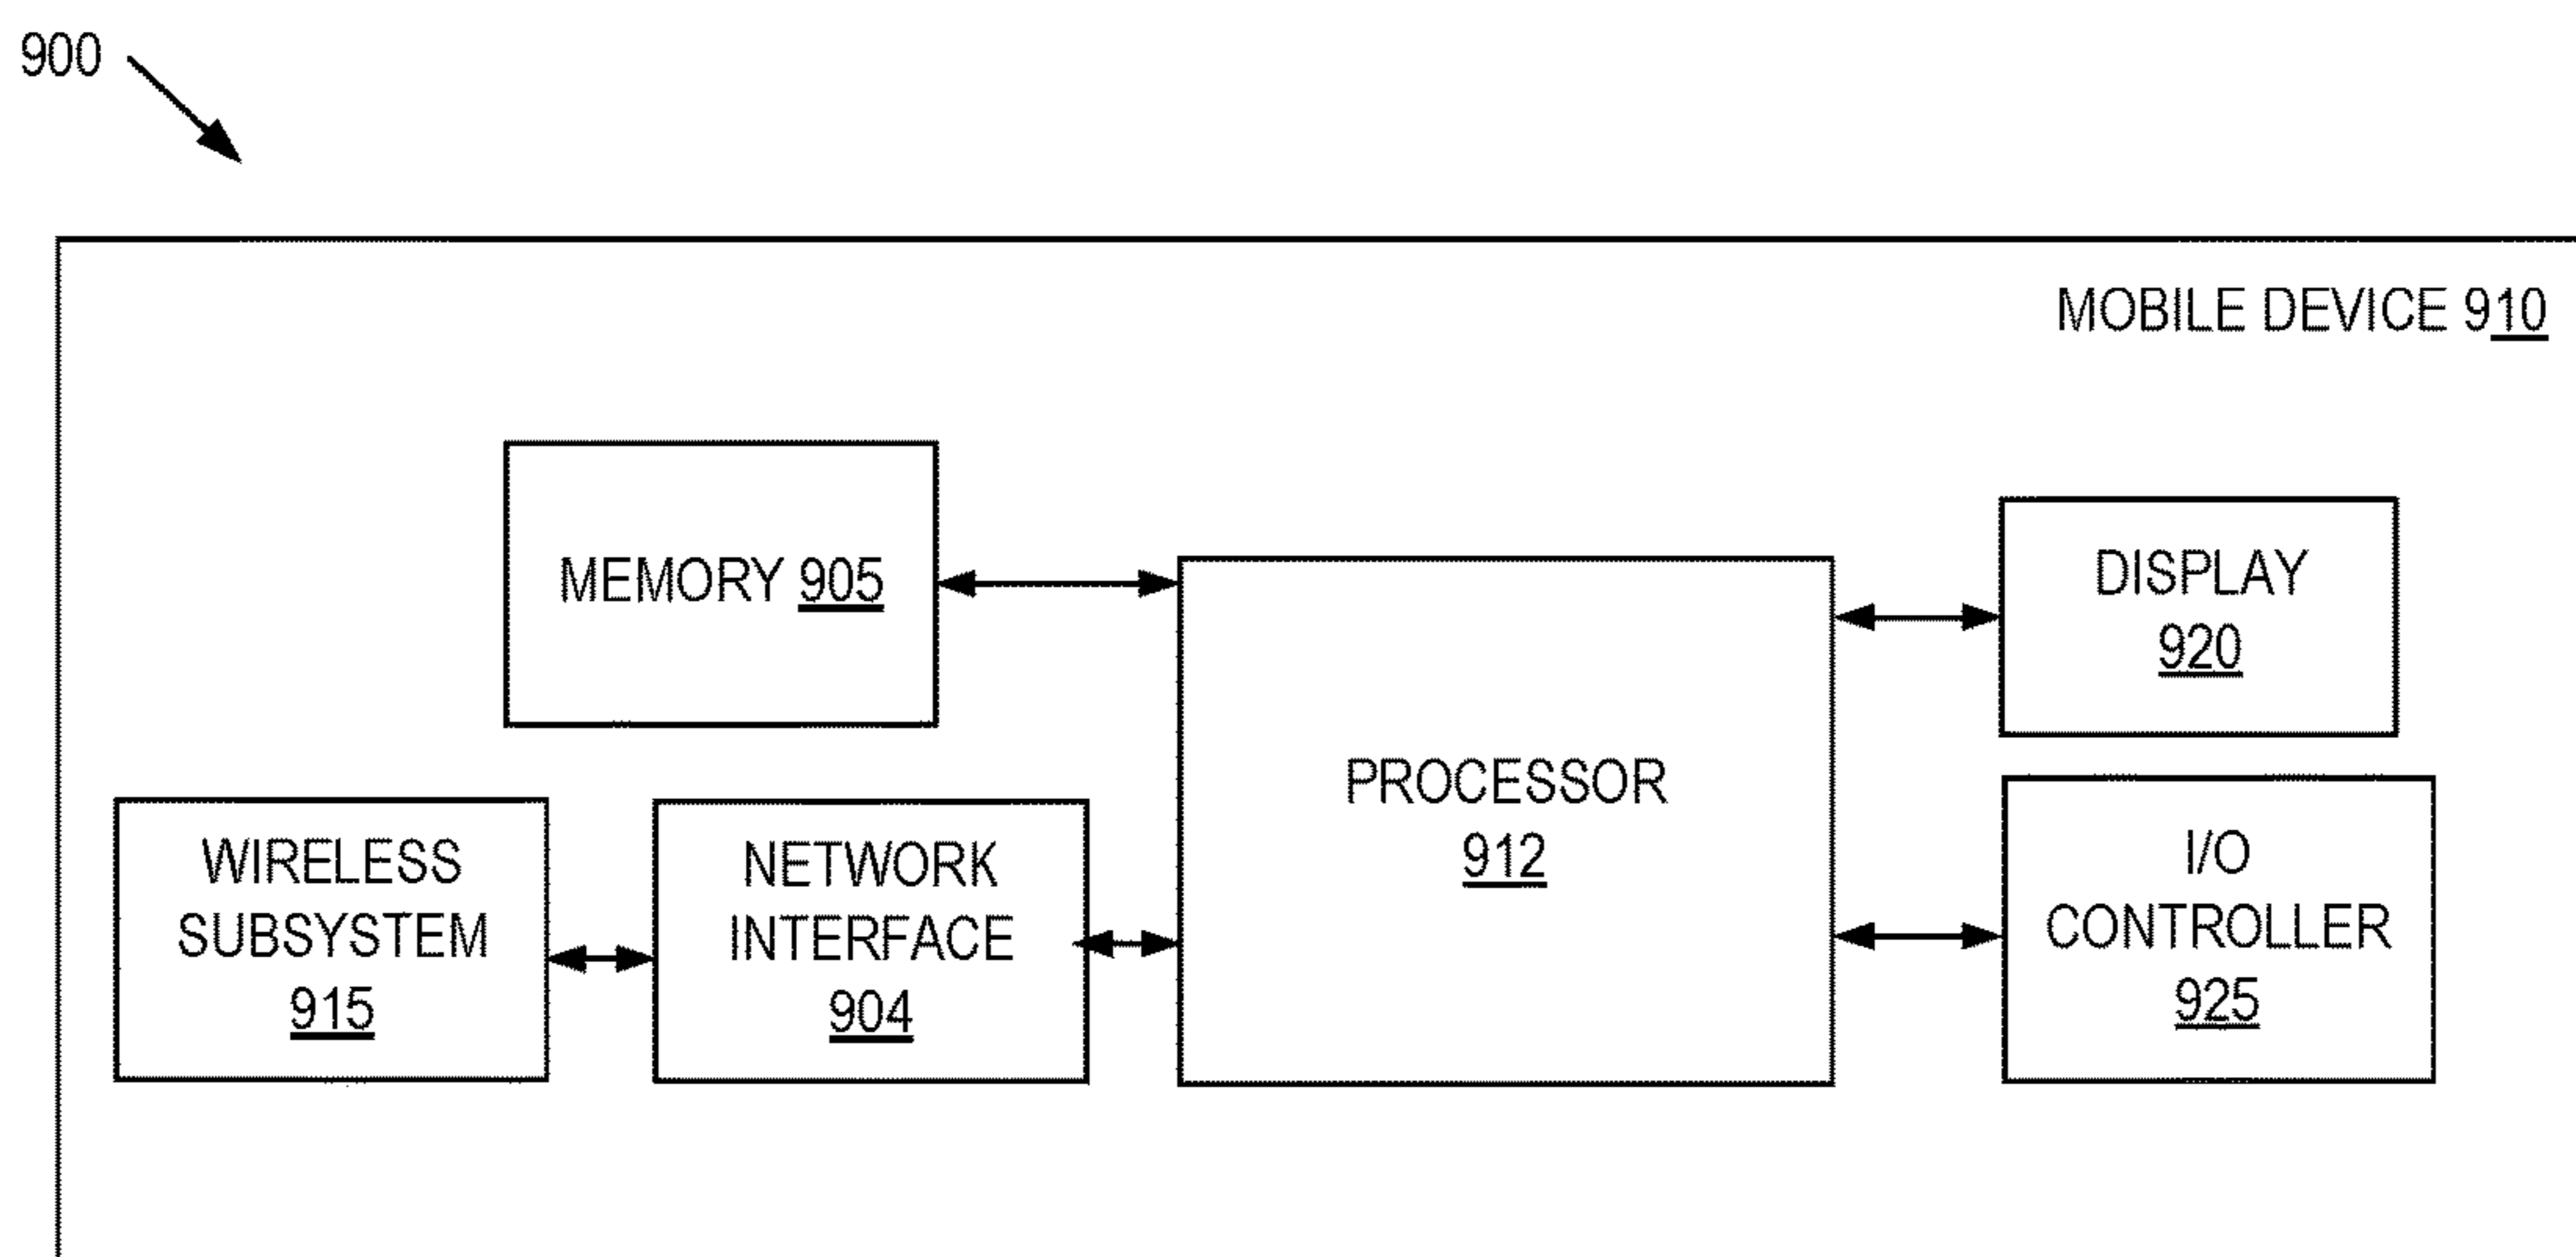 900
MOBILE DEVICE 910
MEMORY 905
DISPLAY
920
PROCESSOR
912
WIRELESS
SUBSYSTEM
915
NETWORK
INTERFACE
904
I/O
CONTROLLER
925